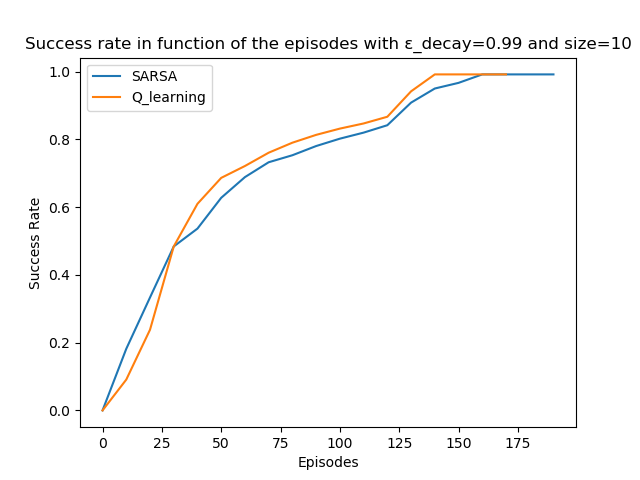 Success rate in function of the episodes with ε_decay=0.99 and size=10
SARSA
Q_learning
1.0
0.8
0.6
0.4
0.2
0.0
Success Rate
0 25 50 75 100 125 150 175
Episodes